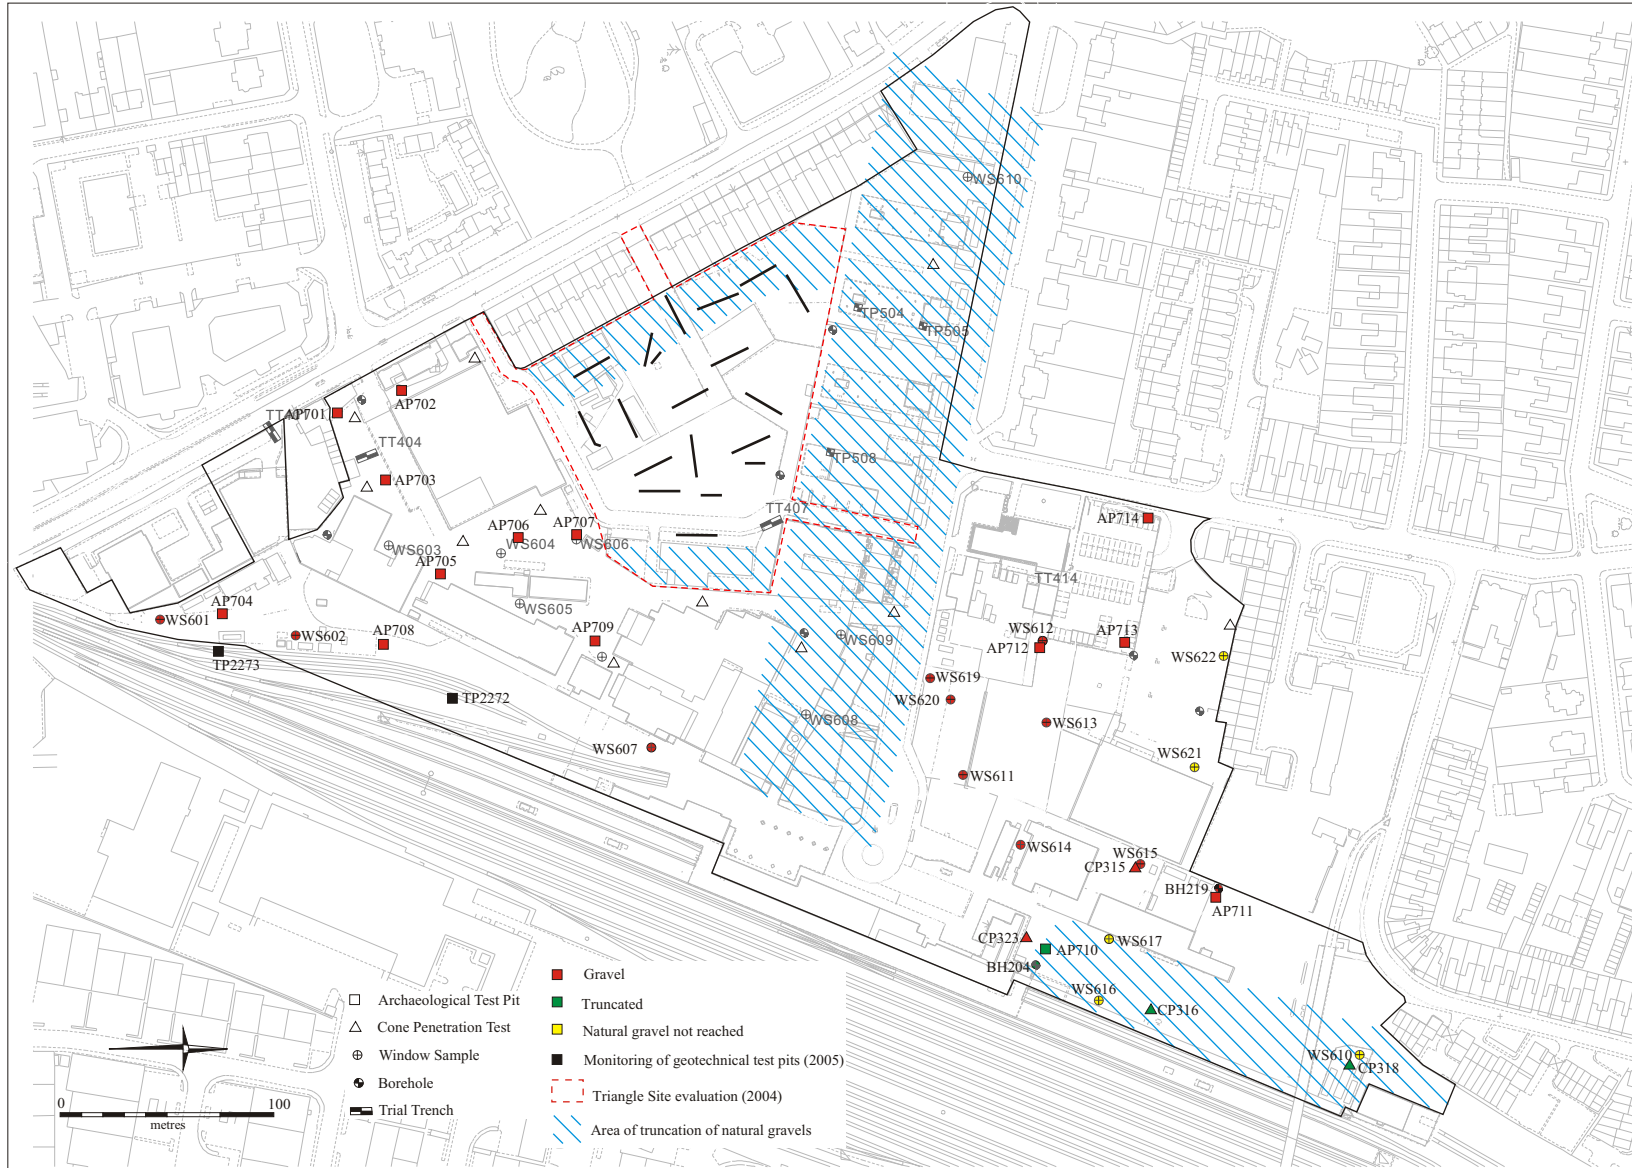 WS610
TP504
TP505
AP702
AP701
TT404
TP508
AP703
TT407
AP714
AP706
AP707
WS603
WS604
WS606
AP705
TT414
WS605
AP704
WS601
WS602
AP708
AP709
WS609
WS612
AP712
AP713
WS622
TP2273
WS619
WS620
TP2272
WS608
WS613
WS607
WS621
WS611
WS614
WS615
CP315
BH219
AP711
CP323
WS617
AP710
BH204
WS616
CP316
WS610
CP318
Archaeological Test Pit
Cone Penetration Test
Window Sample
Borehole
Trial Trench
Gravel
Truncated
Natural gravel not reached
Monitoring of geotechnical test pits (2005)
Triangle Site evaluation (2004)
Area of truncation of natural gravels
0 100
metres